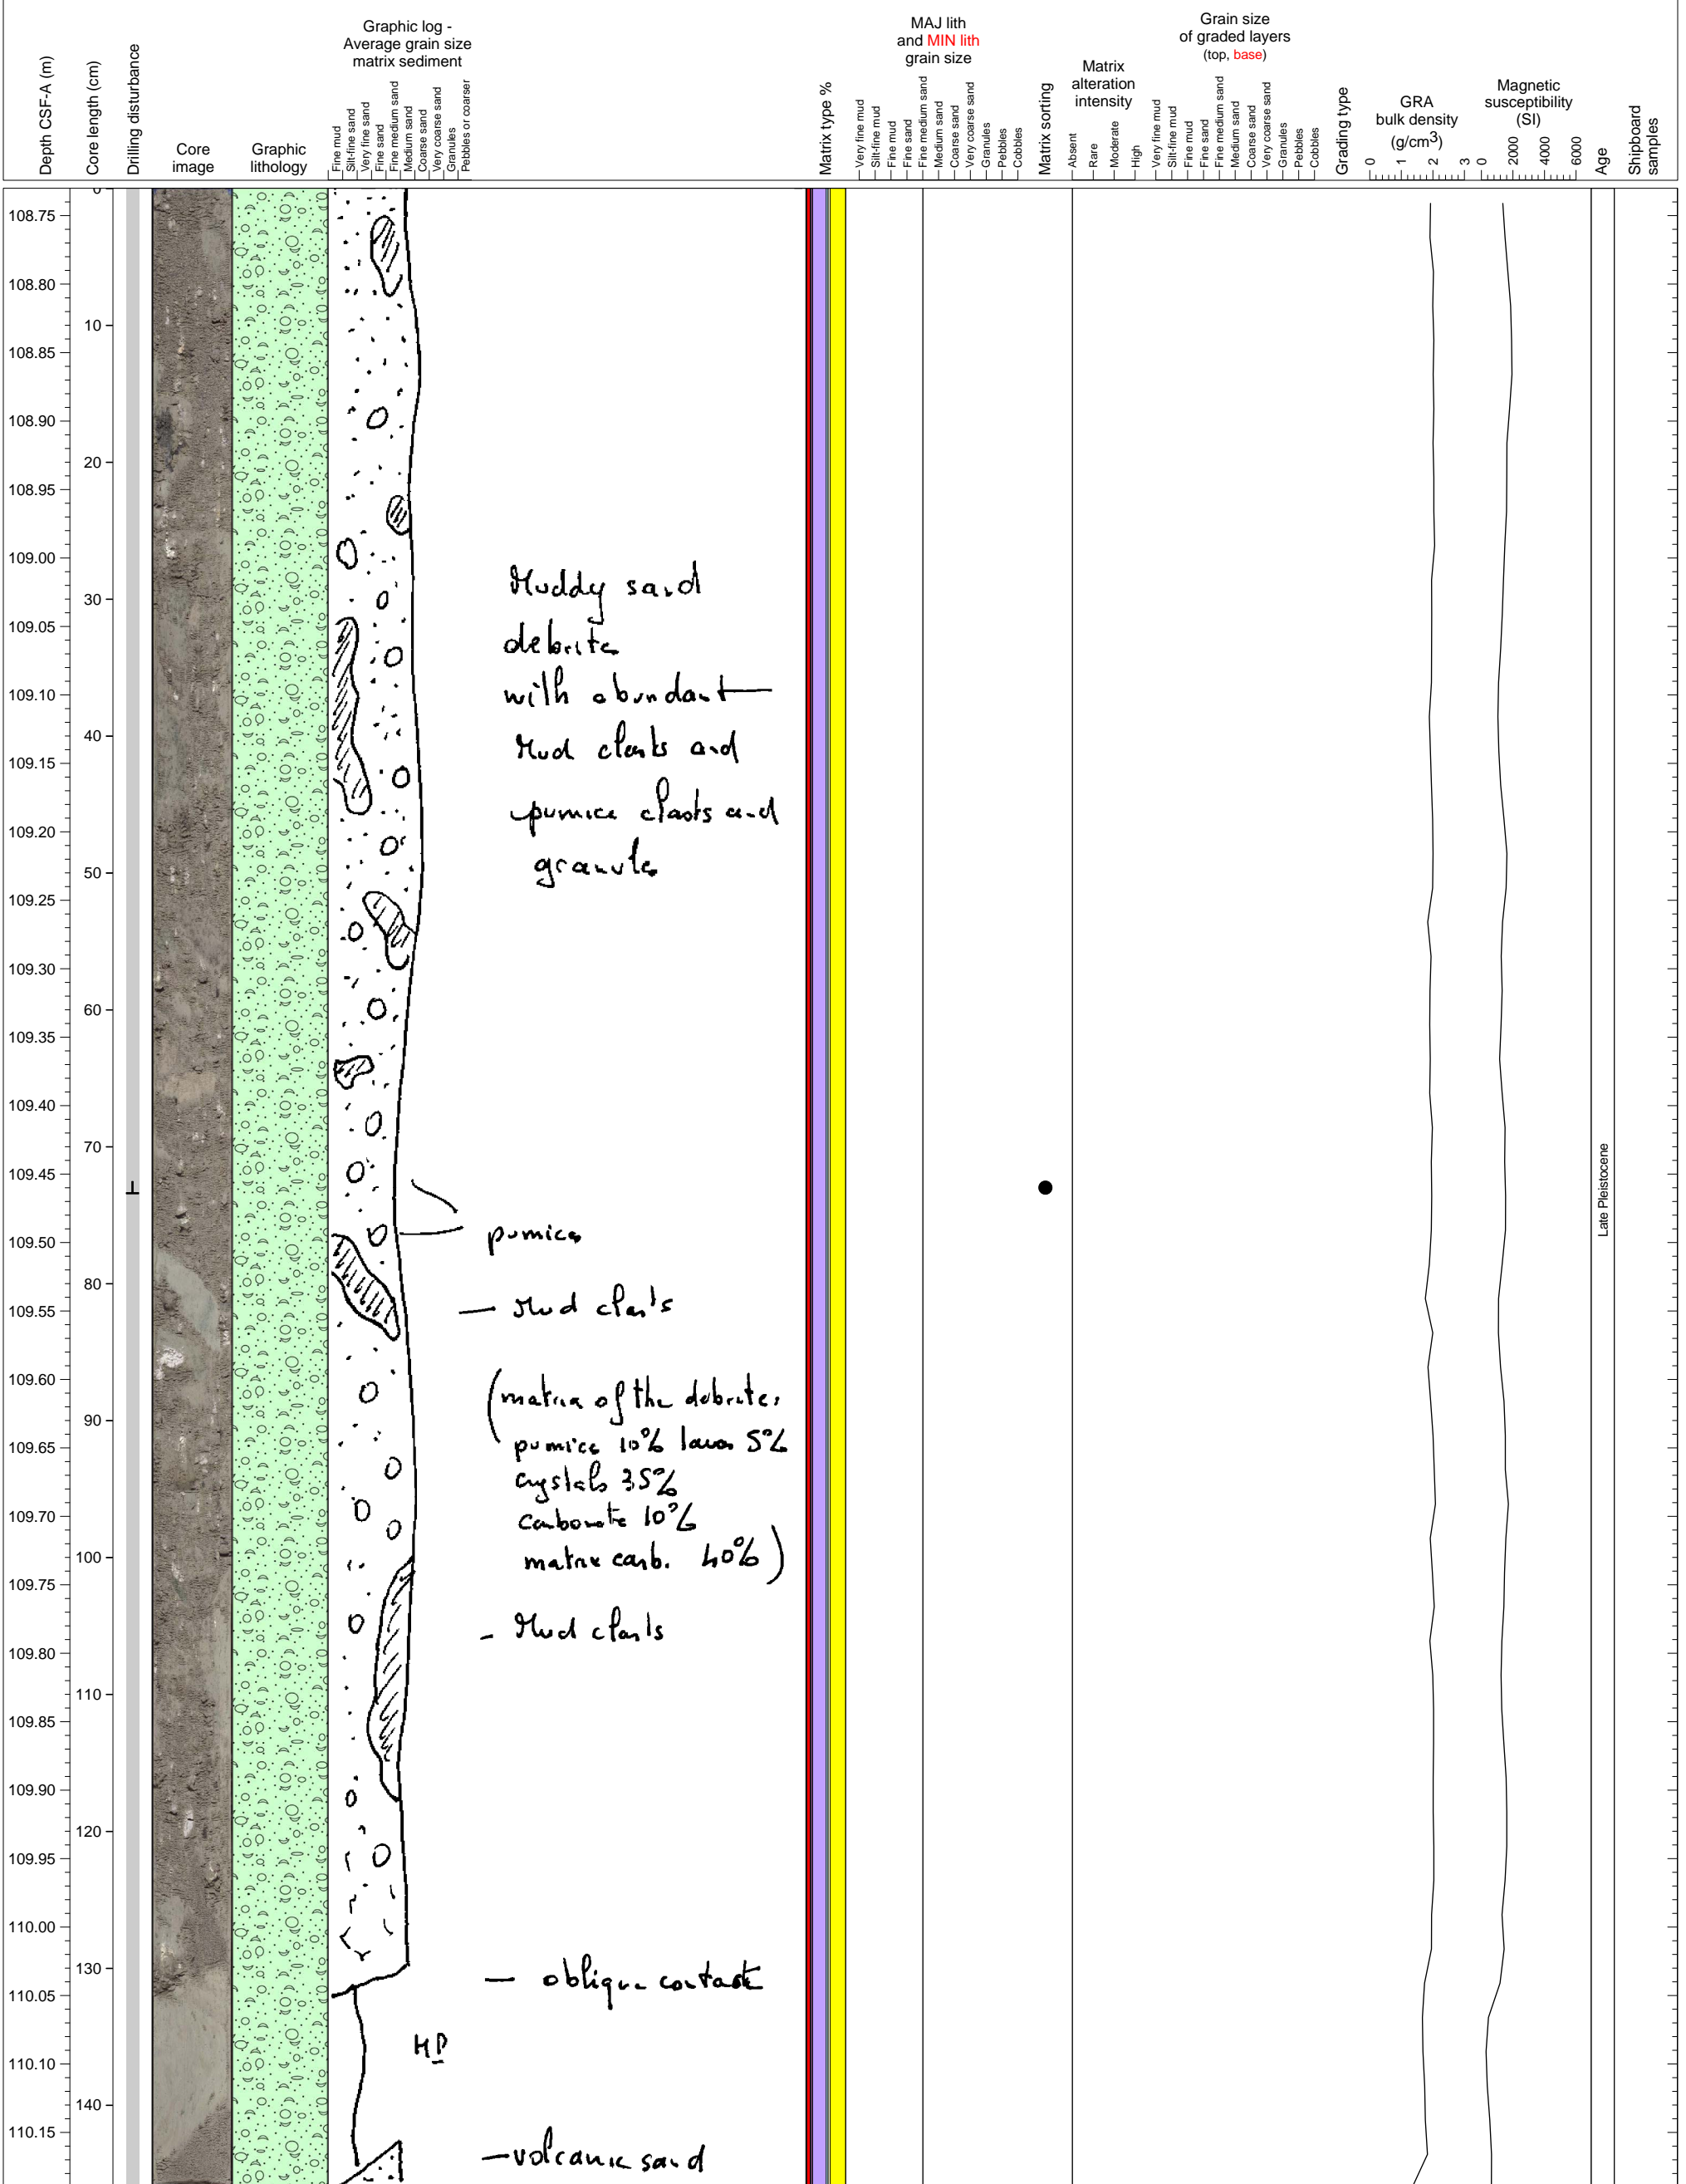 Depth CSF-A (m)
Core length (cm)
Drilling disturbance
Core
image
Graphic
lithology
Graphic log -
Average grain size
matrix sediment
Fine mud
Silt-fine sand
Very fine sand
Fine sand
Fine medium sand
Medium sand
Coarse sand
Very coarse sand
Granules
Pebbles or coarser
Matrix type %
MAJ lith
and MIN lith
grain size
Very fine mud
Silt-fine mud
Fine mud
Fine sand
Fine medium sand
Medium sand
Coarse sand
Very coarse sand
Granules
Pebbles
Cobbles
Matrix sorting
Matrix
alteration
intensity
Absent
Rare
Moderate
High
Grain size
of graded layers
(top, base)
Very fine mud
Silt-fine mud
Fine mud
Fine sand
Fine medium sand
Medium sand
Coarse sand
Very coarse sand
Granules
Pebbles
Cobbles
Grading type
GRA
bulk density
(g/cm3)
0 1 2 3
Magnetic
susceptibility
(SI)
0 2000 4000 6000
Age
Shipboard
samples
0
108.75
108.80
10
108.85
108.90
20
108.95
109.00
30
109.05
109.10
40
109.15
109.20
50
109.25
109.30
60
109.35
109.40
70
109.45
109.50
80
109.55
109.60
90
109.65
109.70
100
109.75
109.80
110
109.85
109.90
120
109.95
110.00
130
110.05
110.10
140
110.15
Muddy sand
debrite
with abundant
Mud clasts and
pumice clasts and
granule
pumice
— Mud clasts
(matrix of the debrite:
pumice 10% lava 5%
crystals 35%
carbonate 10%
matrix carb. 40%)
- Mud clasts
— oblique contact
— volcanic sand
Late Pleistocene